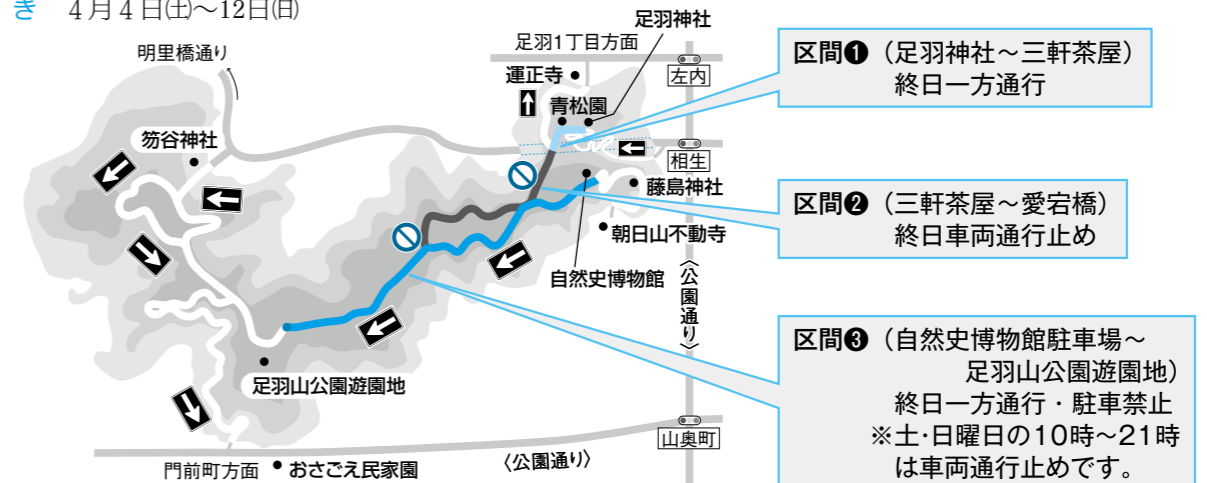 き 4月4日㈯～12日㈰
足羽神社
足羽1丁目方面
明里橋通り
運正寺
左内
青松園
笏谷神社
相生
藤島神社
朝日山不動寺
自然史博物館
〈公園通り〉
足羽山公園遊園地
山奥町
門前町方面
おさごえ民家園
〈公園通り〉
区間❶（足羽神社～三軒茶屋）
終日一方通行
区間❷（三軒茶屋～愛宕橋）
終日車両通行止め
区間❸（自然史博物館駐車場～
足羽山公園遊園地）
終日一方通行・駐車禁止
※土・日曜日の10時～21時
は車両通行止めです。